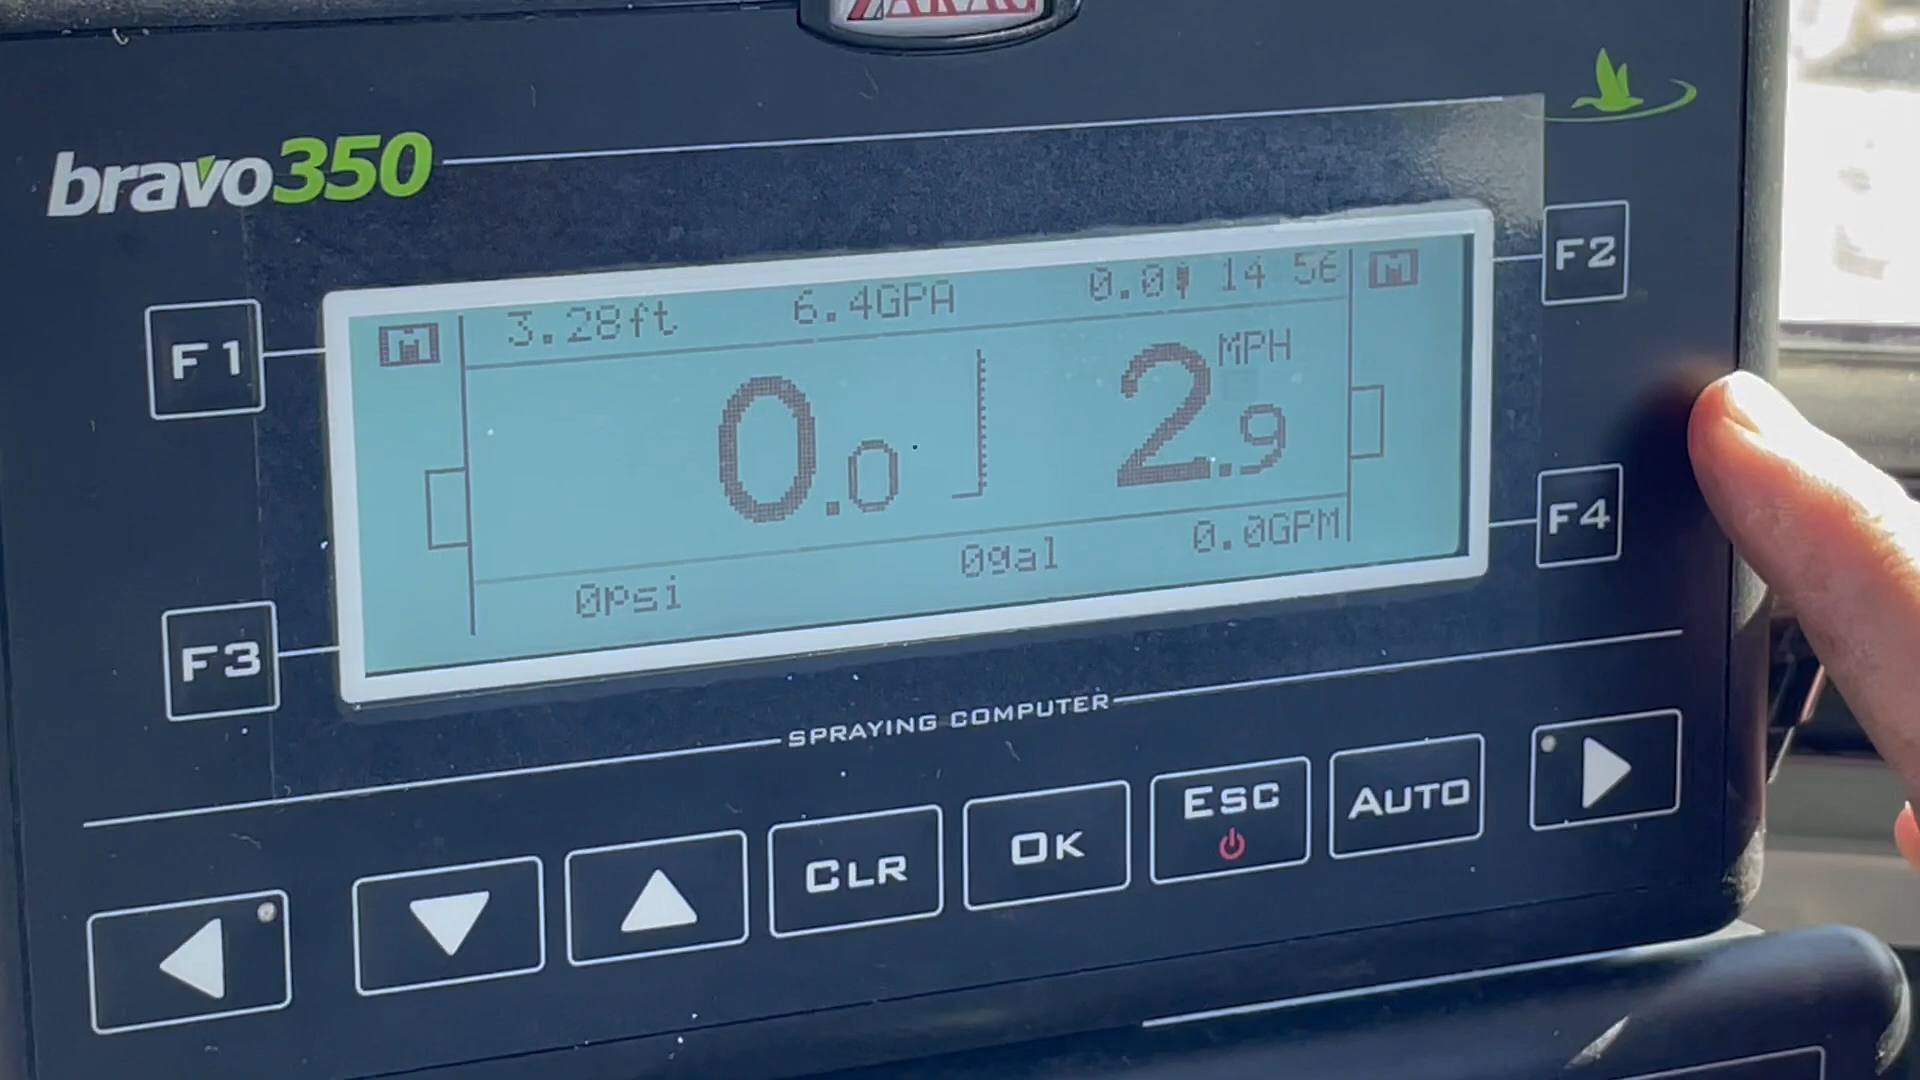 bravo350
F1
F2
M 3.28ft 6.4GPA 0.0 14 56 M
0.0 2.9 MPH
0psi 0gal 0.0GPM
F3
F4
SPRAYING COMPUTER
CLR OK ESC AUTO